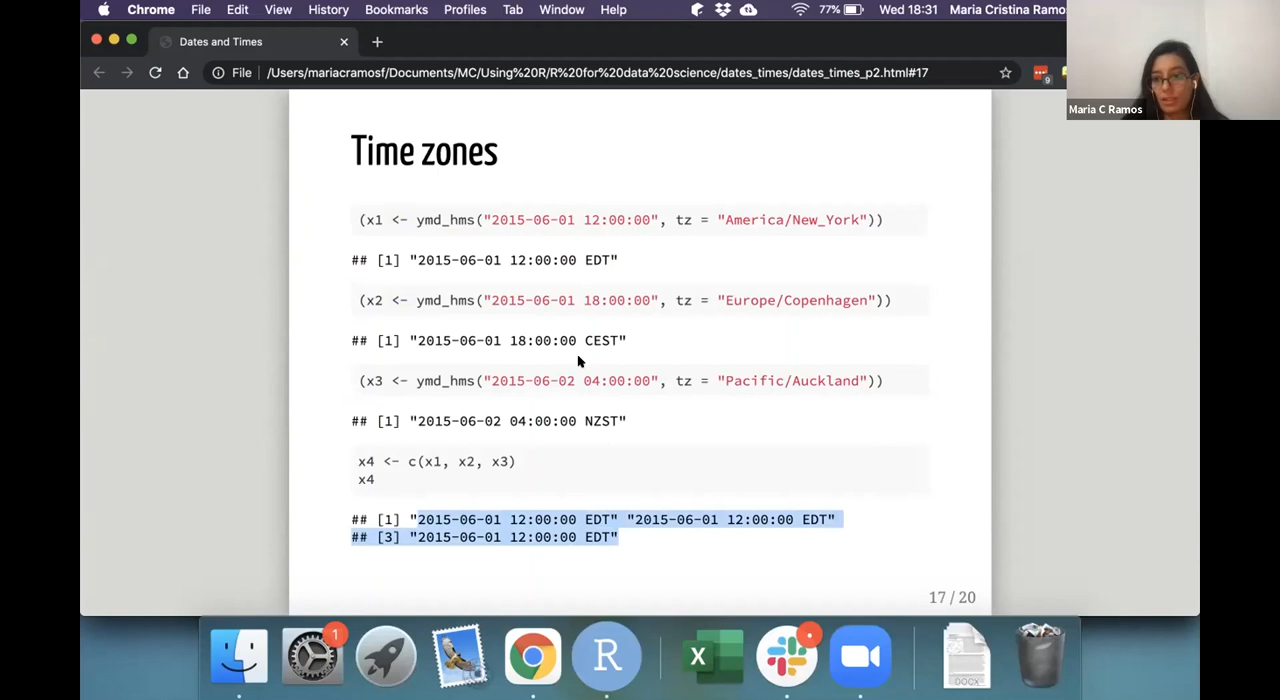 Chrome File Edit View History Bookmarks Profiles Tab Window Help 77% Wed 18:31 Maria Cristina Ramo
Dates and Times
File /Users/mariacramosf/Documents/MC/Using%20R/R%20for%20data%20science/dates_times/dates_times_p2.html#17
9
Maria C Ramos
Time zones
(x1 <- ymd_hms("2015-06-01 12:00:00", tz = "America/New_York"))
## [1] "2015-06-01 12:00:00 EDT"
(x2 <- ymd_hms("2015-06-01 18:00:00", tz = "Europe/Copenhagen"))
## [1] "2015-06-01 18:00:00 CEST"
(x3 <- ymd_hms("2015-06-02 04:00:00", tz = "Pacific/Auckland"))
## [1] "2015-06-02 04:00:00 NZST"
x4 <- c(x1, x2, x3)
x4
## [1] "2015-06-01 12:00:00 EDT" "2015-06-01 12:00:00 EDT"
## [3] "2015-06-01 12:00:00 EDT"
17 / 20
1
R
X
DOCX